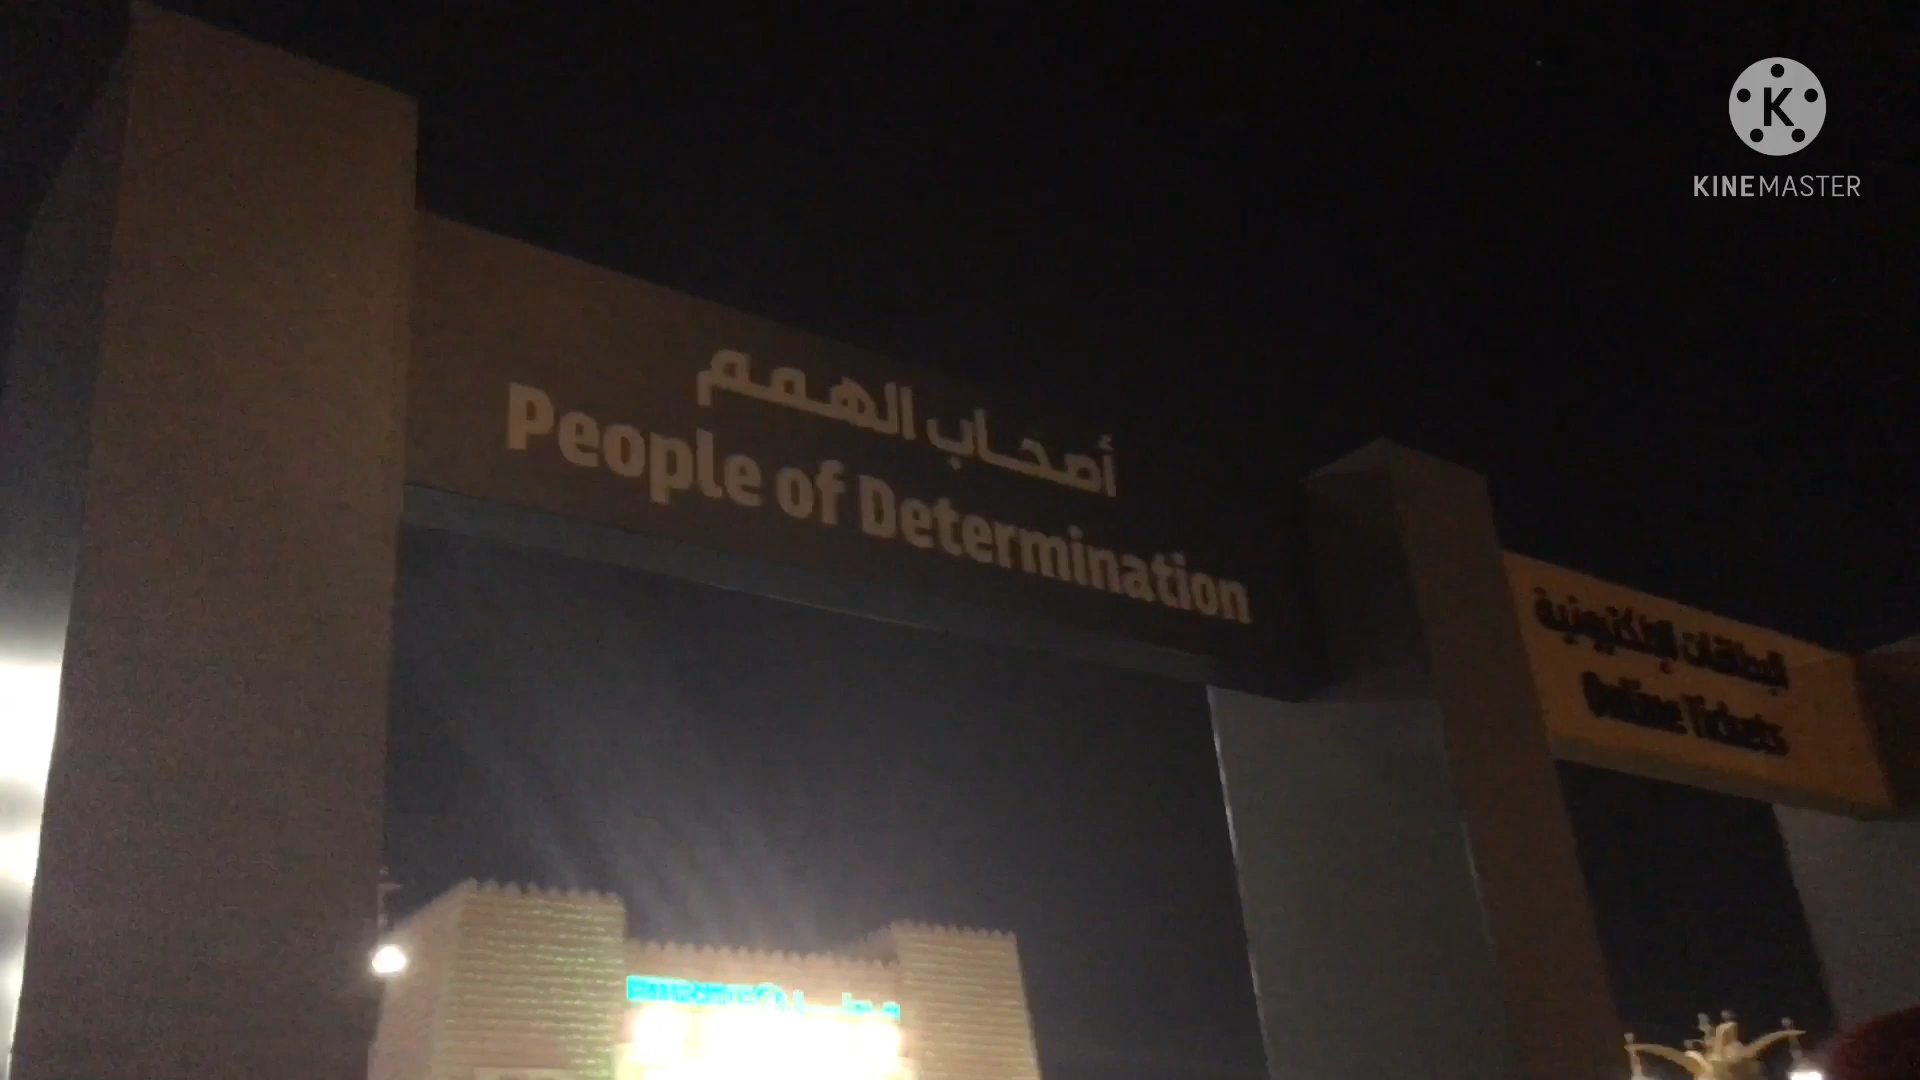 أصحاب الهمم
People of Determination
البطاقات الإلكترونية
Online Tickets
K
KINEMASTER